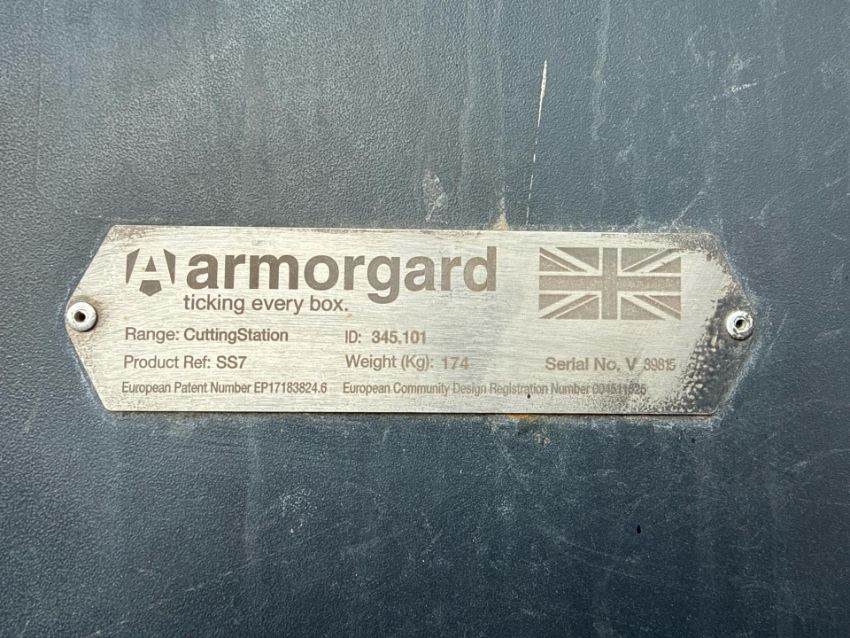 armorgard
ticking every box.
Range: CuttingStation ID: 345.101
Product Ref: SS7 Weight (Kg): 174 Serial No. V 39815
European Patent Number EP17183824.6 European Community Design Registration Number